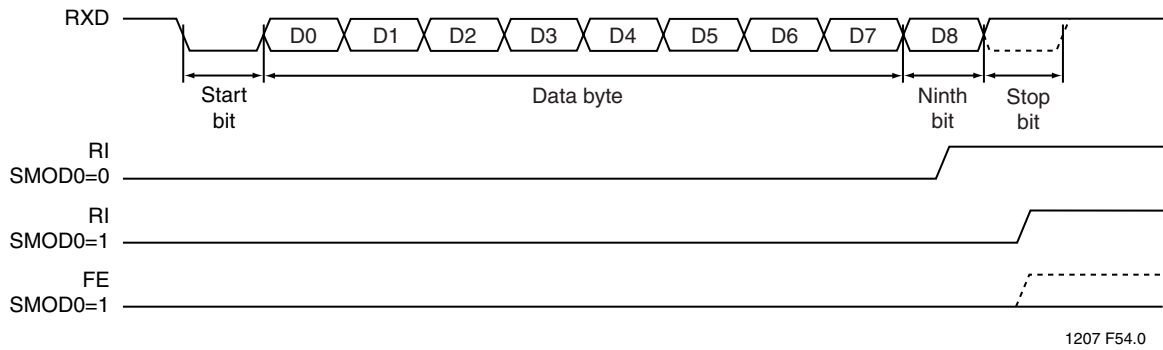 RXD D0 D1 D2 D3 D4 D5 D6 D7 D8
Start bit
Data byte
Ninth bit
Stop bit
RI
SMOD0=0
RI
SMOD0=1
FE
SMOD0=1
1207 F54.0